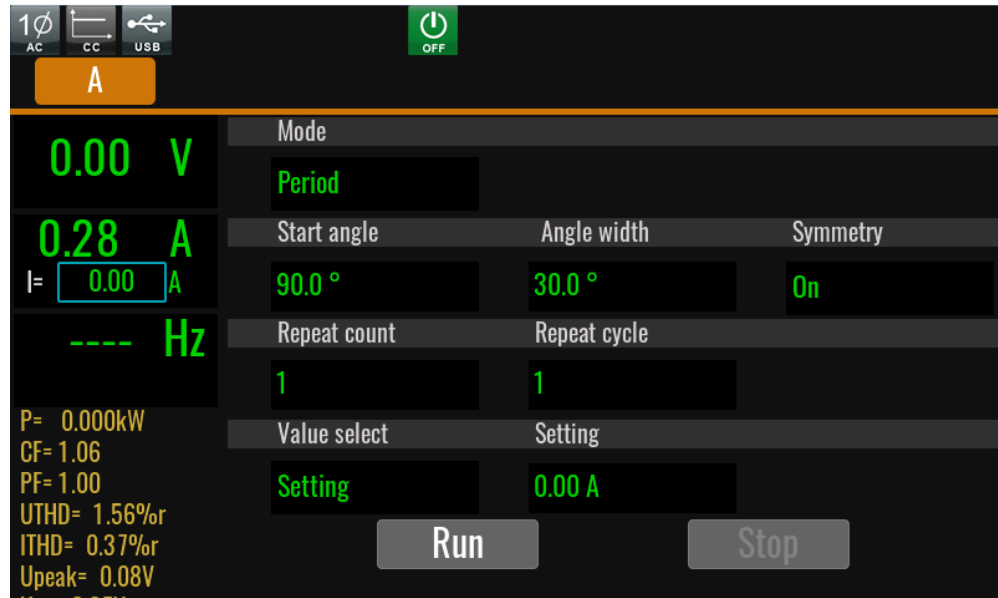 1Ø
AC CC USB OFF
A
0.00 V
0.28 A
I= 0.00 A
---- Hz
P= 0.000kW
CF= 1.06
PF= 1.00
UTHD= 1.56%r
ITHD= 0.37%r
Upeak= 0.08V
Mode
Period
Start angle Angle width Symmetry
90.0 ° 30.0 ° On
Repeat count Repeat cycle
1 1
Value select Setting
Setting 0.00 A
Run Stop